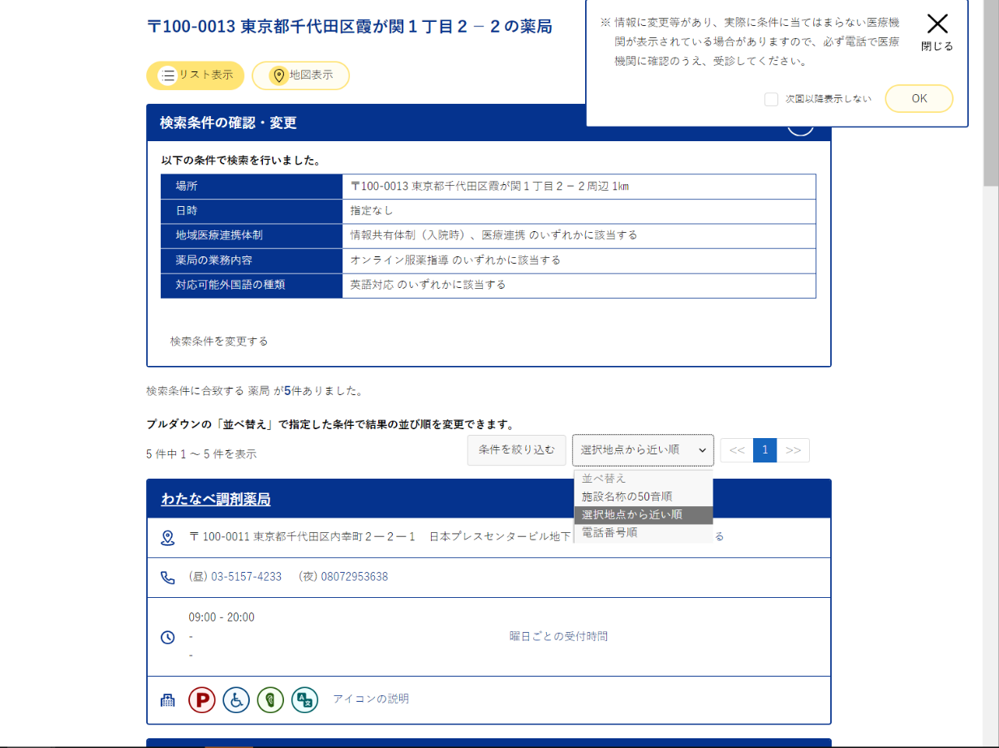 〒100-0013 東京都千代田区霞が関１丁目２－２の薬局
※ 情報に変更等があり、実際に条件に当てはまらない医療機
関が表示されている場合がありますので、必ず電話で医療
機関に確認のうえ、受診してください。
閉じる
次回以降表示しない
OK
リスト表示
地図表示
検索条件の確認・変更
以下の条件で検索を行いました。
場所 〒100-0013 東京都千代田区霞が関１丁目２－２周辺 1km
日時 指定なし
地域医療連携体制 情報共有体制（入院時）、医療連携 のいずれかに該当する
薬局の業務内容 オンライン服薬指導 のいずれかに該当する
対応可能外国語の種類 英語対応 のいずれかに該当する
検索条件を変更する
検索条件に合致する 薬局 が5件ありました。
プルダウンの「並べ替え」で指定した条件で結果の並び順を変更できます。
5 件中 1 ～ 5 件を表示
条件を絞り込む
選択地点から近い順
<< 1 >>
並べ替え
施設名称の50音順
選択地点から近い順
電話番号順
わたなべ調剤薬局
〒 100-0011 東京都千代田区内幸町２ー２ー１　日本プレスセンタービル地下
る
(昼) 03-5157-4233 (夜) 08072953638
09:00 - 20:00
-
-
曜日ごとの受付時間
P
A 文
アイコンの説明